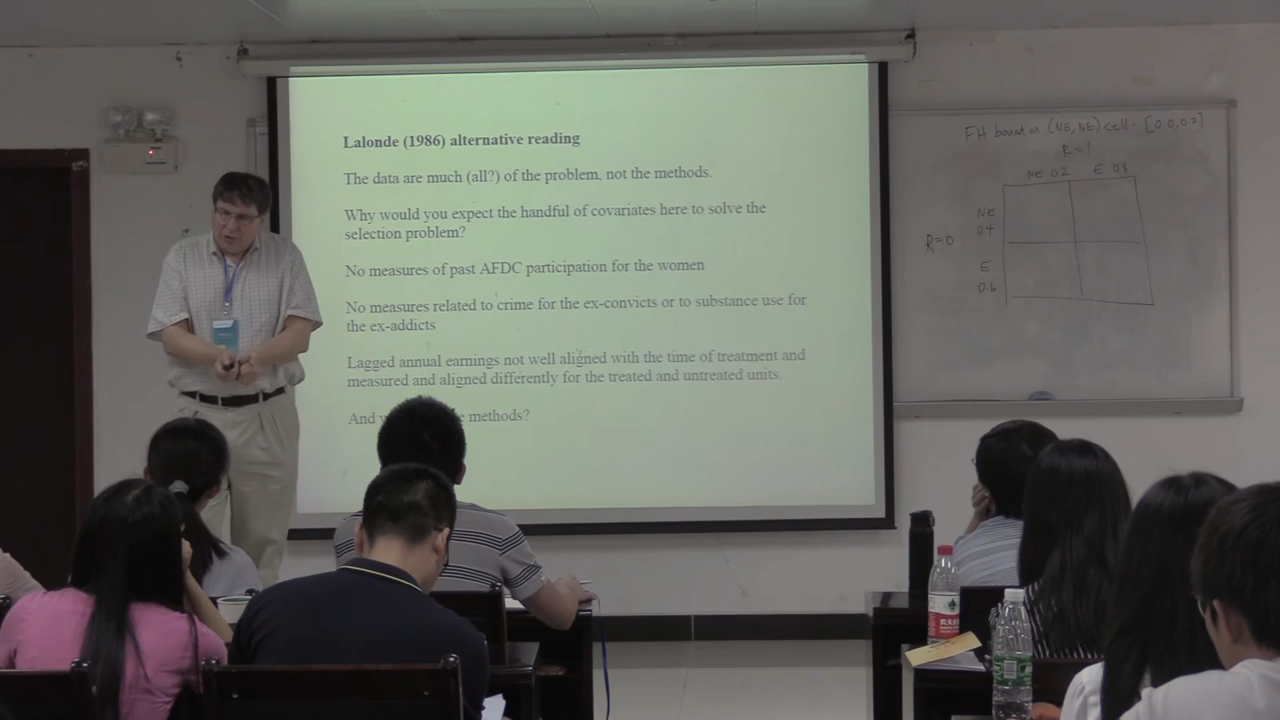 Lalonde (1986) alternative reading
The data are much (all?) of the problem, not the methods.
Why would you expect the handful of covariates here to solve the
selection problem?
No measures of past AFDC participation for the women
No measures related to crime for the ex-convicts or to substance use for
the ex-addicts
Lagged annual earnings not well aligned with the time of treatment and
measured and aligned differently for the treated and untreated units.
And methods?
FH bound on (NE, NE) cell: [0.0, 0.2]
R=1
NE 0.2 E 0.8
NE
0.4
R=0
E
0.6